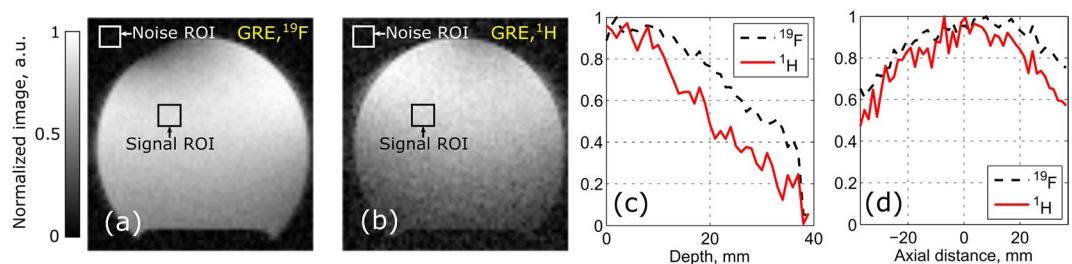 Normalized image, a.u.
1
0.5
0
Noise ROI
GRE,¹⁹F
Signal ROI
(a)
Noise ROI
GRE,¹H
Signal ROI
(b)
1
0.8
0.6
0.4
0.2
0
¹⁹F
¹H
(c)
0
20
40
Depth, mm
1
0.8
0.6
0.4
0.2
0
¹⁹F
¹H
(d)
−20
0
20
Axial distance, mm